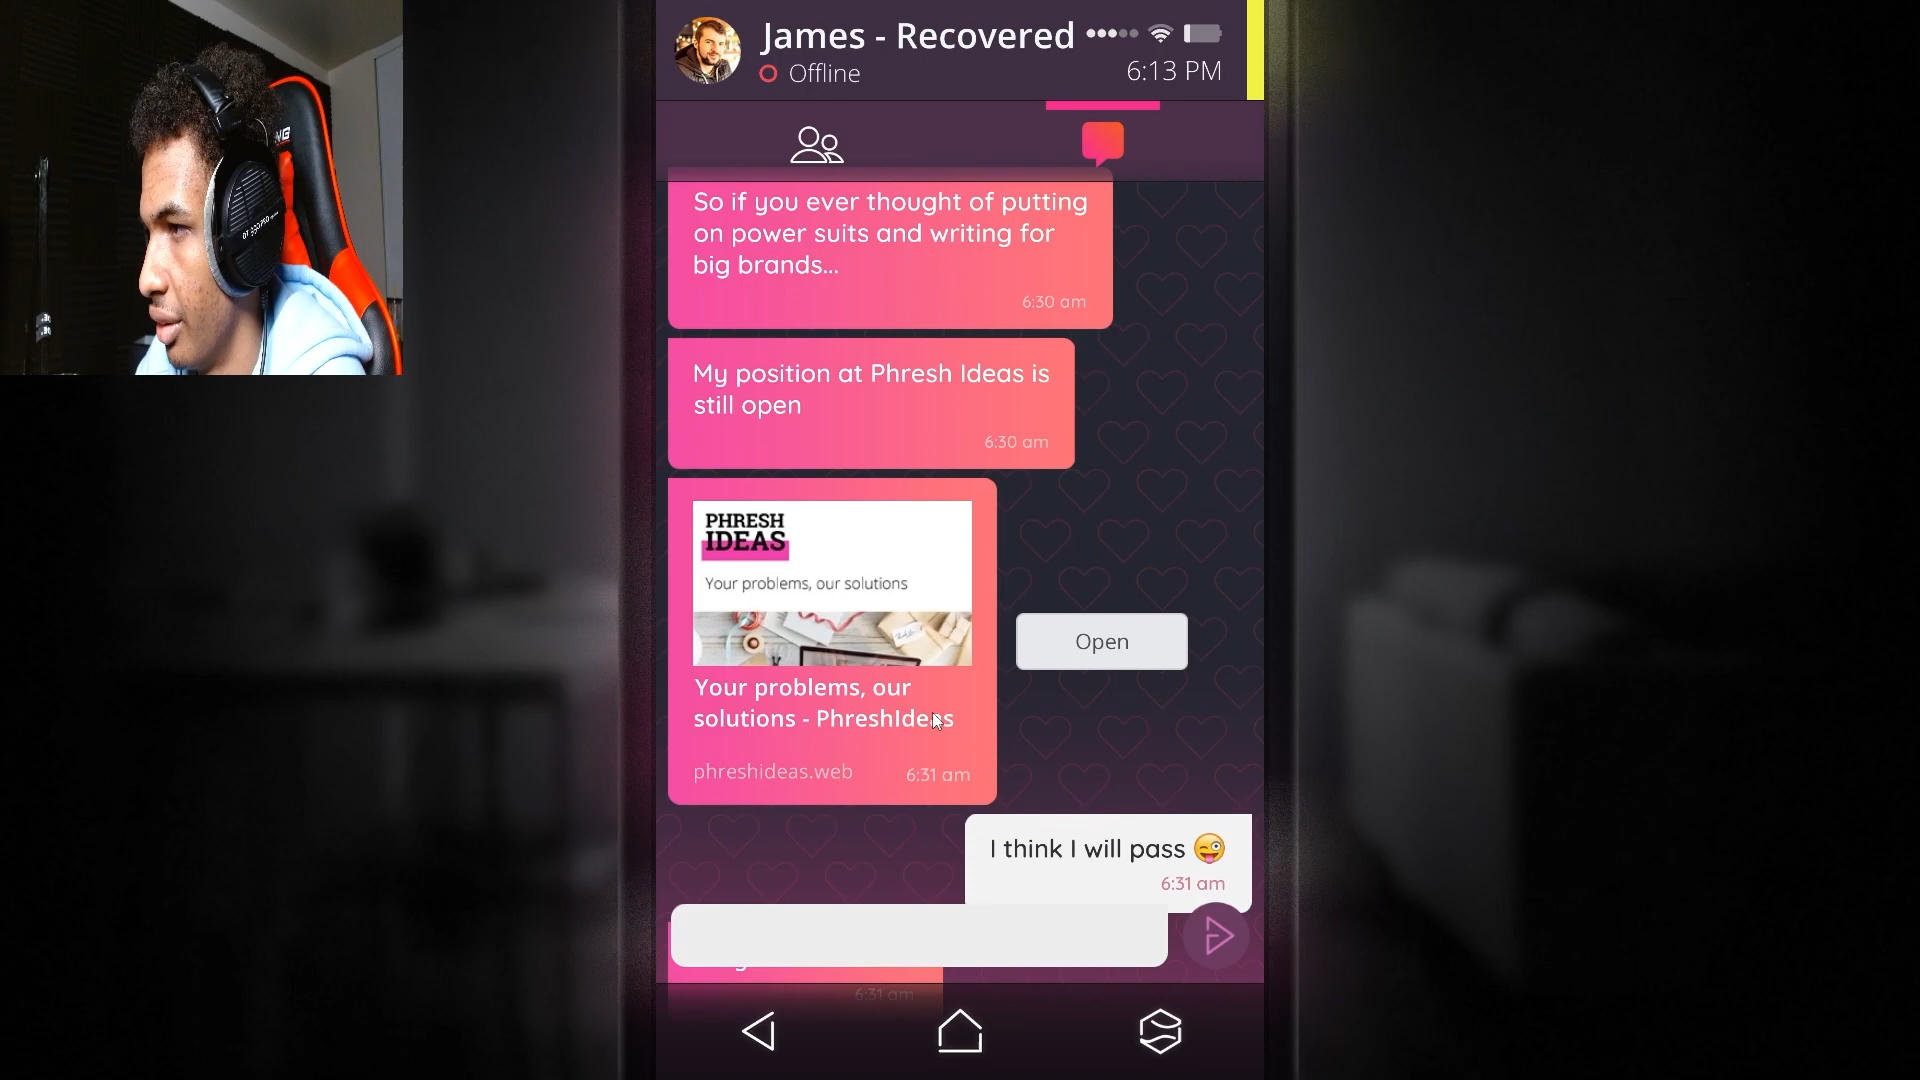 James - Recovered
Offline
6:13 PM
So if you ever thought of putting
on power suits and writing for
big brands...
6:30 am
My position at Phresh Ideas is
still open
6:30 am
PHRESH
IDEAS
Your problems, our solutions
Open
Your problems, our
solutions - PhreshIdeas
phreshideas.web
6:31 am
I think I will pass 😜
6:31 am
6:31 am